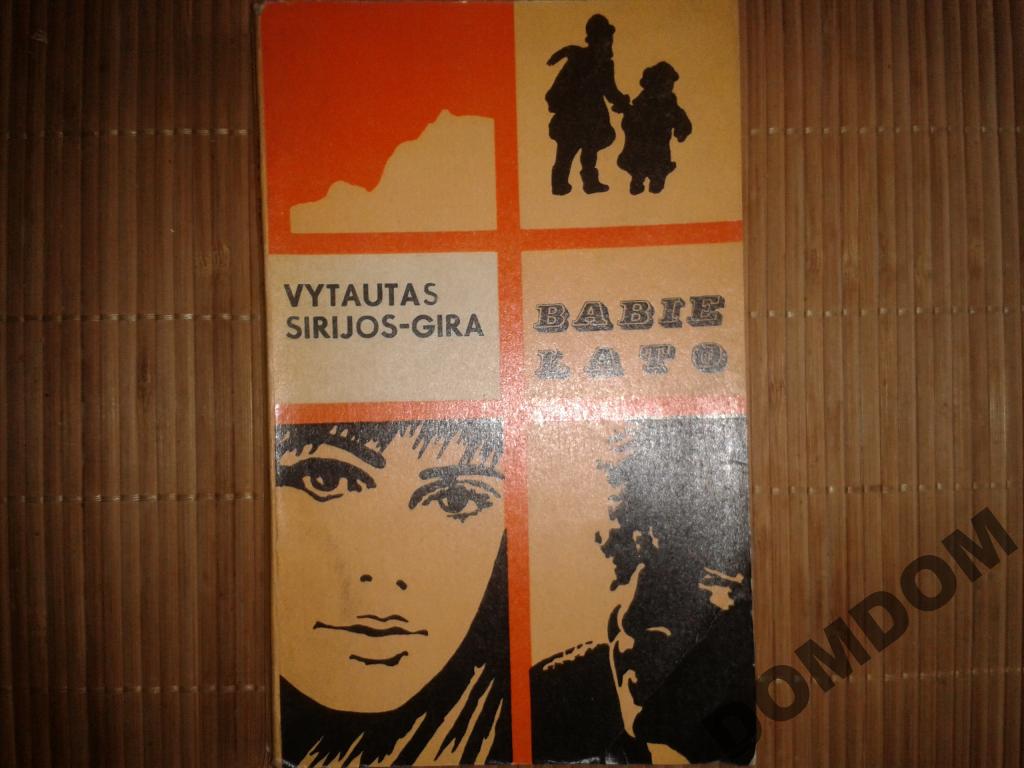 VYTAUTAS
SIRIJOS-GIRA
BABIE
LATO
DOMDOM